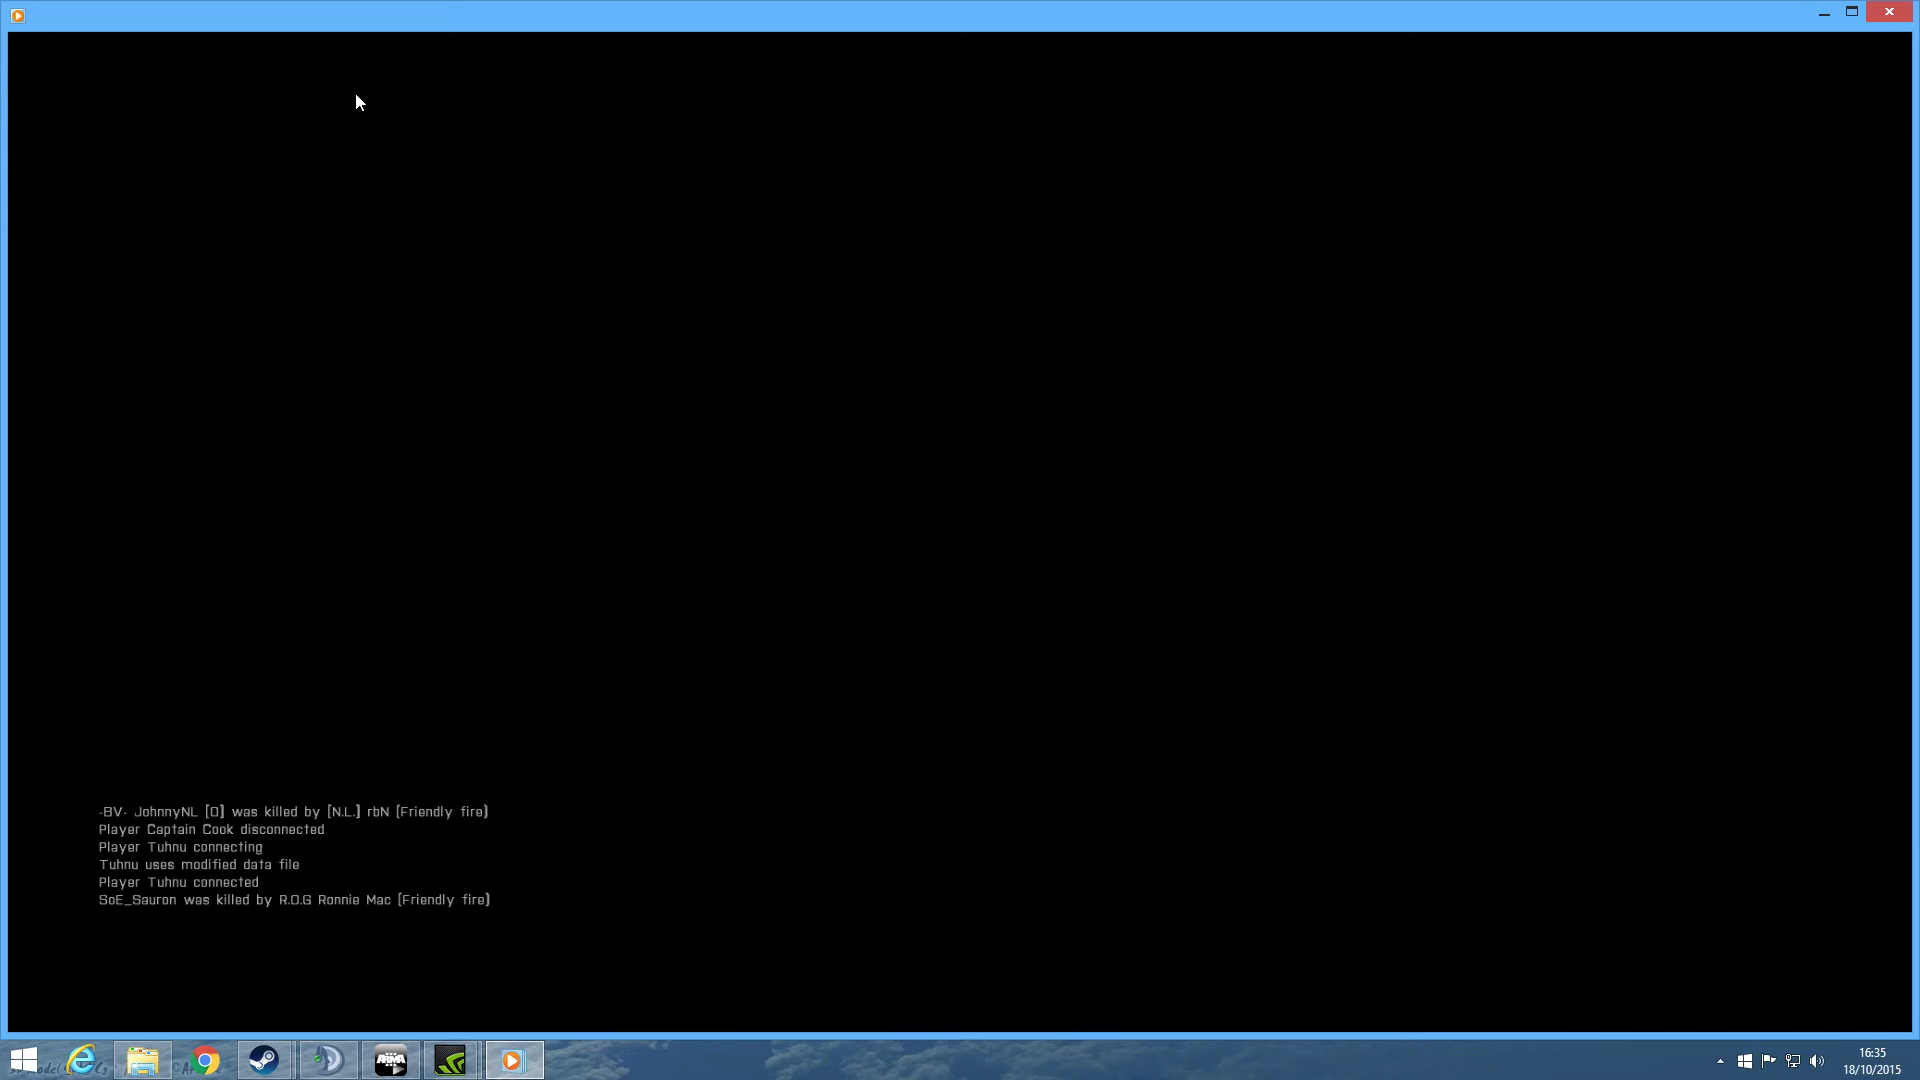 -BV- JohnnyNL [O] was killed by [N.L.] rbN (Friendly fire)
Player Captain Cook disconnected
Player Tuhnu connecting
Tuhnu uses modified data file
Player Tuhnu connected
SoE_Sauron was killed by R.O.G Ronnie Mac (Friendly fire)
ARMA
16:35
18/10/2015